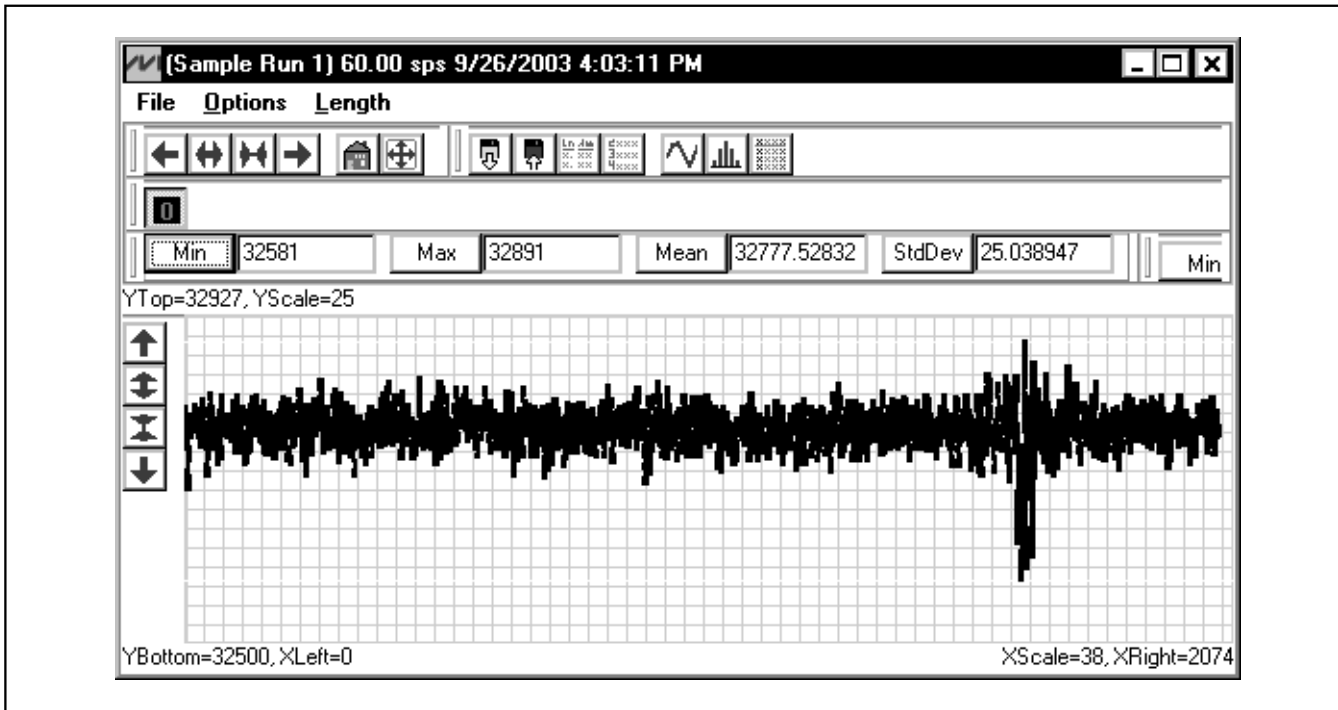 (Sample Run 1) 60.00 sps 9/26/2003 4:03:11 PM
File Options Length
0
Min 32581 Max 32891 Mean 32777.52832 StdDev 25.038947 Min
YTop=32927, YScale=25
YBottom=32500, XLeft=0 XScale=38, XRight=2074